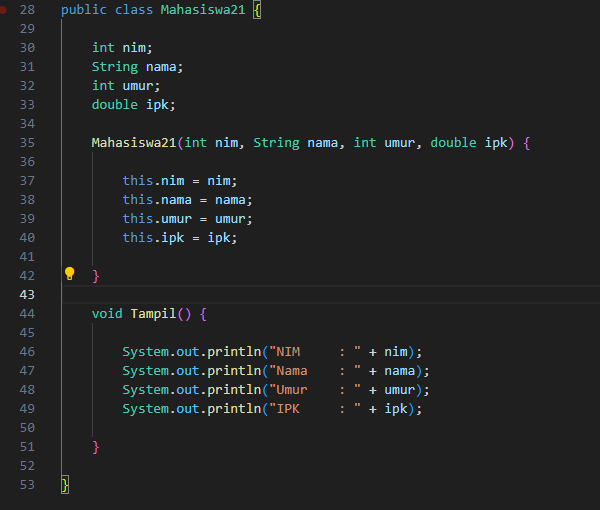 28 public class Mahasiswa21 {
29
30 int nim;
31 String nama;
32 int umur;
33 double ipk;
34
35 Mahasiswa21(int nim, String nama, int umur, double ipk) {
36
37 this.nim = nim;
38 this.nama = nama;
39 this.umur = umur;
40 this.ipk = ipk;
41
42 }
43
44 void Tampil() {
45
46 System.out.println("NIM     : " + nim);
47 System.out.println("Nama    : " + nama);
48 System.out.println("Umur    : " + umur);
49 System.out.println("IPK     : " + ipk);
50
51 }
52
53 }